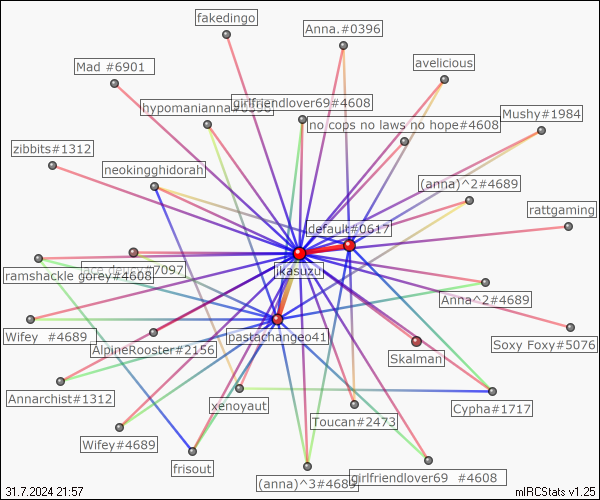 fakedingo
Anna.#0396
avelicious
Mad #6901
hypomanianna#0396
girlfriendlover69#4608
no cops no laws no hope#4608
Mushy#1984
zibbits#1312
neokingghidorah
(anna)^2#4689
rattgaming
default#0617
ramshackle gorey#4608
#7097
ikasuzu
Anna^2#4689
Wifey #4689
AlpineRooster#2156
pastachangeo41
Skalman
Soxy Foxy#5076
Annarchist#1312
xenoyaut
Toucan#2473
Cypha#1717
Wifey#4689
frisout
(anna)^3#4689
girlfriendlover69 #4608
31.7.2024 21:57
mIRCStats v1.25